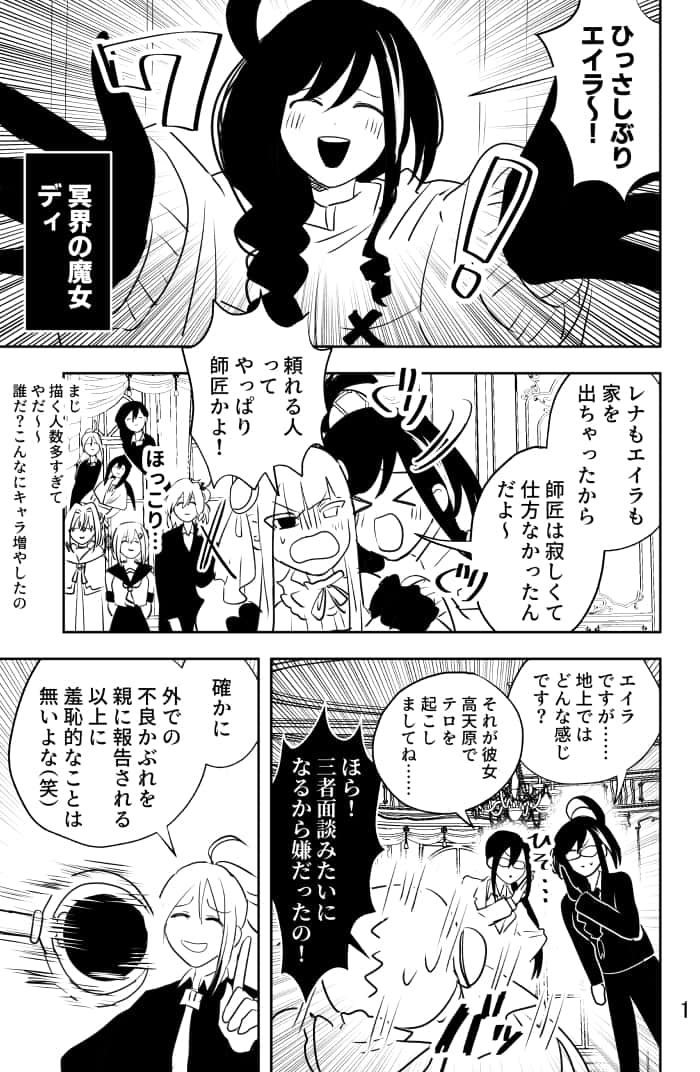 ひっさしぶり
エイラ～！
ワ
！
冥界の魔女
ディ
レナもエイラも
家を
出ちゃったから
師匠は寂しくて
仕方なかったん
だよ～
頼れる人
って
やっぱり
師匠かよ！
ほっこり…
まじ
描く人数多すぎて
やだ～～
誰だ？こんなにキャラ増やしたの
エイラ
ですが……
地上では
どんな感じ
です？
それが彼女
高天原で
テロを
起こし
ましてね……
ひそ…
ほら！
三者面談みたいに
なるから嫌だったの！
確かに
外での
不良かぶれを
親に報告される
以上に
羞恥的なことは
無いよな（笑）
1